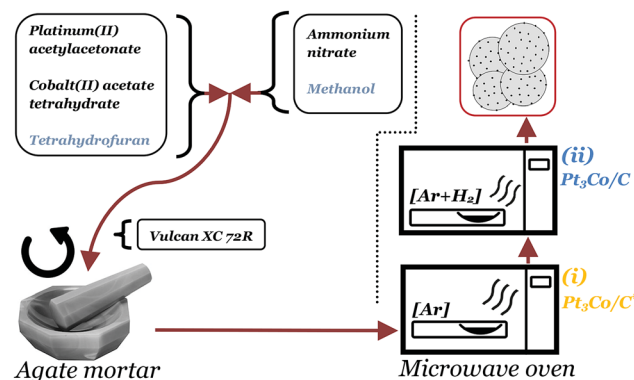 Platinum(II)
acetylacetonate
Cobalt(II) acetate
tetrahydrate
Tetrahydrofuran
Ammonium
nitrate
Methanol
Vulcan XC 72R
Agate mortar
[Ar+H₂]
(ii)
Pt₃Co/C
[Ar]
(i)
Pt₃Co/C'
Microwave oven